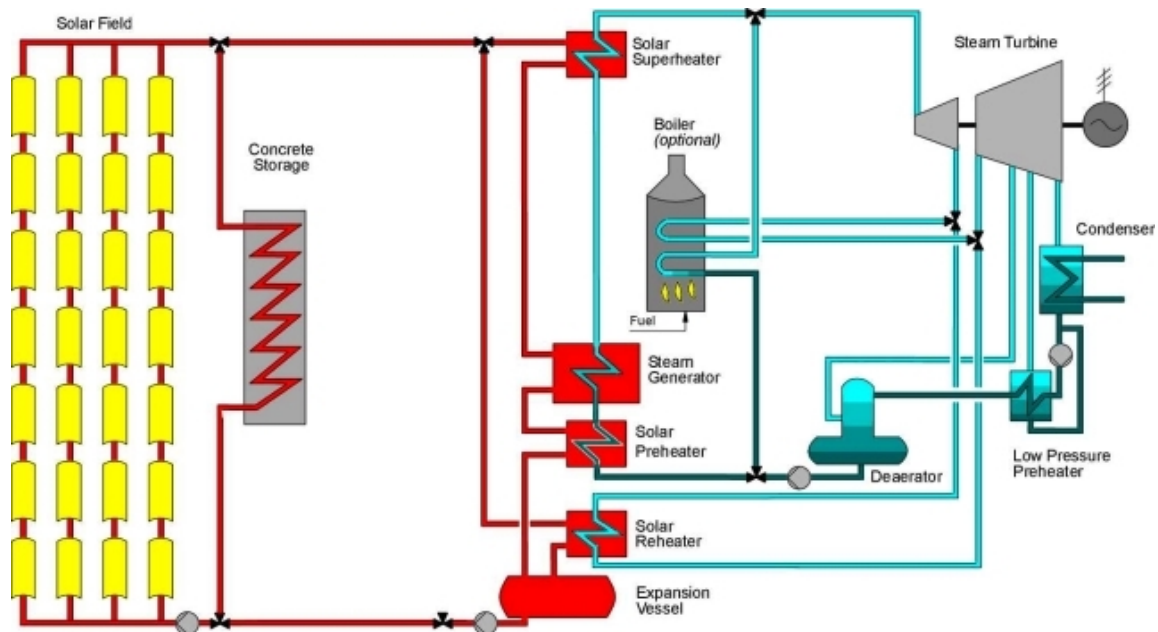 Solar Field
Solar
Superheater
Steam Turbine
Boiler
(optional)
Concrete
Storage
Condenser
Fuel
Steam
Generator
Solar
Preheater
Low Pressure
Preheater
Deaerator
Solar
Reheater
Expansion
Vessel